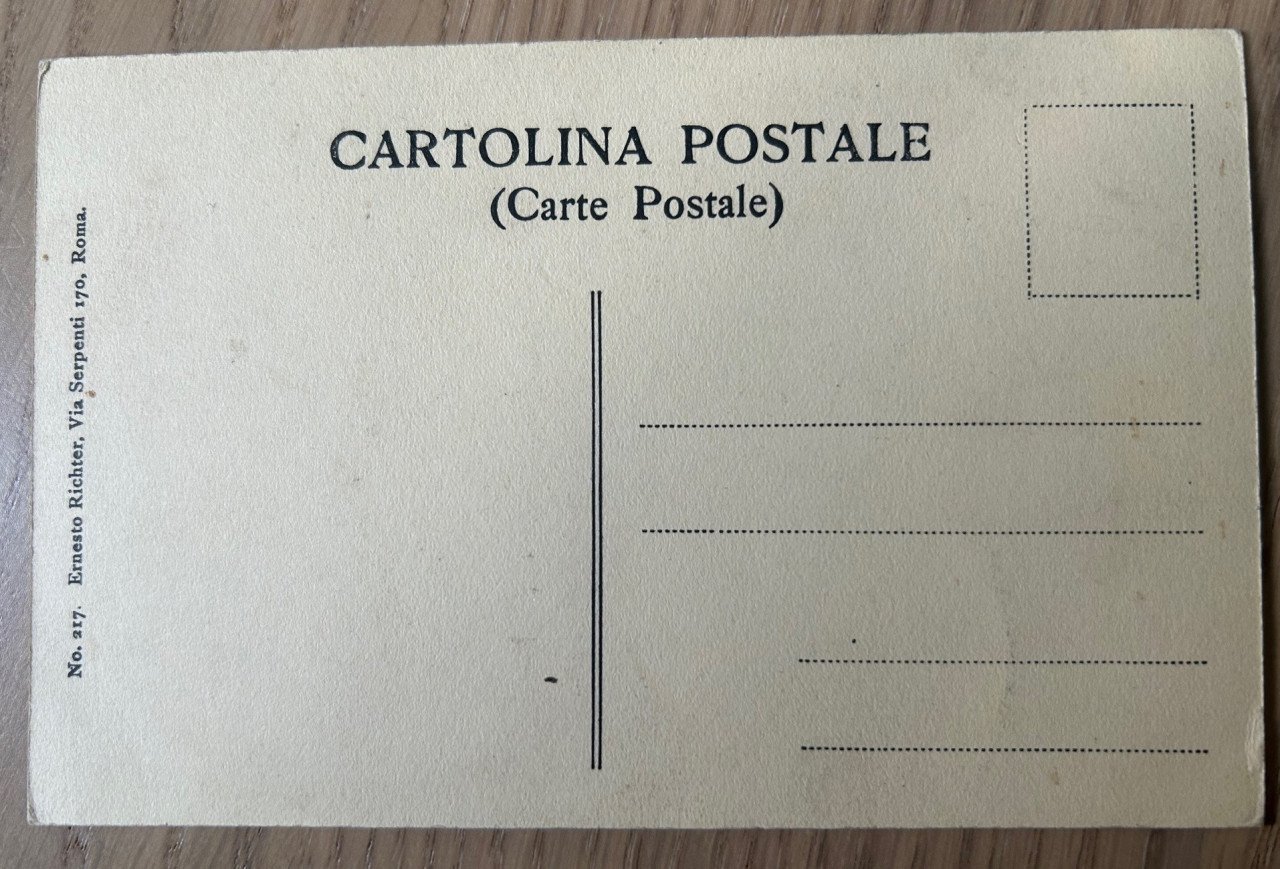 CARTOLINA POSTALE
(Carte Postale)
No. 217. Ernesto Richter, Via Serpenti 170, Roma.